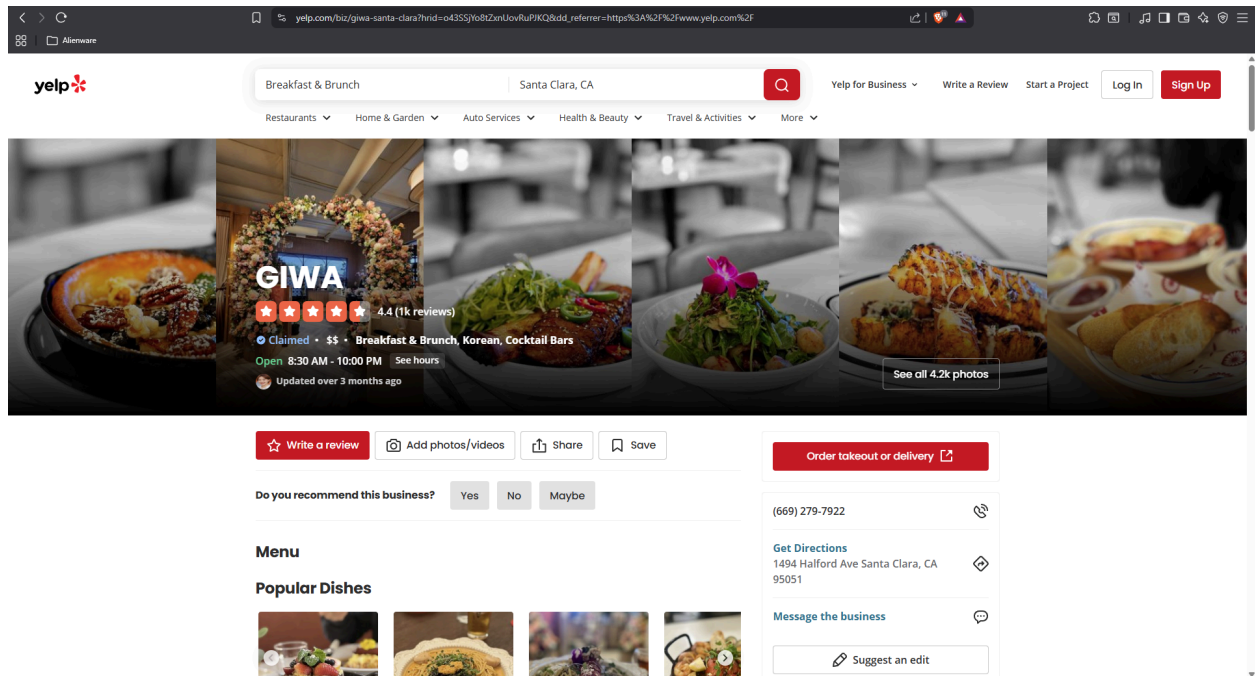 yelp.com/biz/giwa-santa-clara?hrid=o43SSjYo8tZxnUovRuPJKQ&dd_referrer=https%3A%2F%2Fwww.yelp.com%2F
Alienware
yelp
Breakfast & Brunch
Santa Clara, CA
Yelp for Business
Write a Review
Start a Project
Log In
Sign Up
Restaurants
Home & Garden
Auto Services
Health & Beauty
Travel & Activities
More
GIWA
4.4 (1k reviews)
Claimed • $$ • Breakfast & Brunch, Korean, Cocktail Bars
Open 8:30 AM - 10:00 PM See hours
Updated over 3 months ago
See all 4.2k photos
Write a review
Add photos/videos
Share
Save
Order takeout or delivery
Do you recommend this business?
Yes
No
Maybe
(669) 279-7922
Get Directions
1494 Halford Ave Santa Clara, CA
95051
Menu
Popular Dishes
Message the business
Suggest an edit